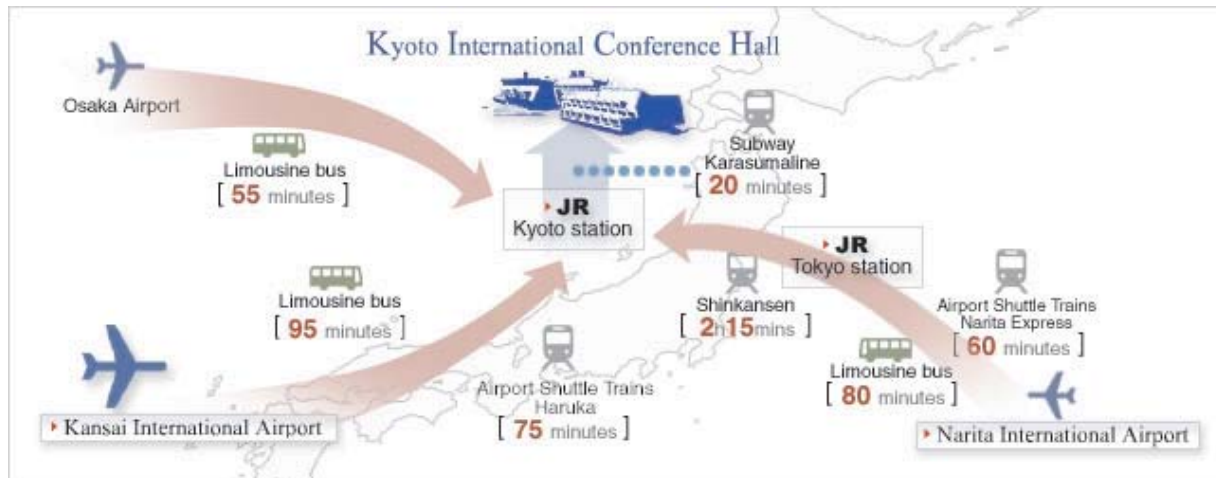 Kyoto International Conference Hall
Osaka Airport
Limousine bus
[ 55 minutes ]
Subway
Karasumaline
[ 20 minutes ]
JR
Kyoto station
JR
Tokyo station
Limousine bus
[ 95 minutes ]
Shinkansen
[ 2h15mins ]
Airport Shuttle Trains
Narita Express
[ 60 minutes ]
Limousine bus
[ 80 minutes ]
Airport Shuttle Trains
Haruka
[ 75 minutes ]
Kansai International Airport
Narita International Airport